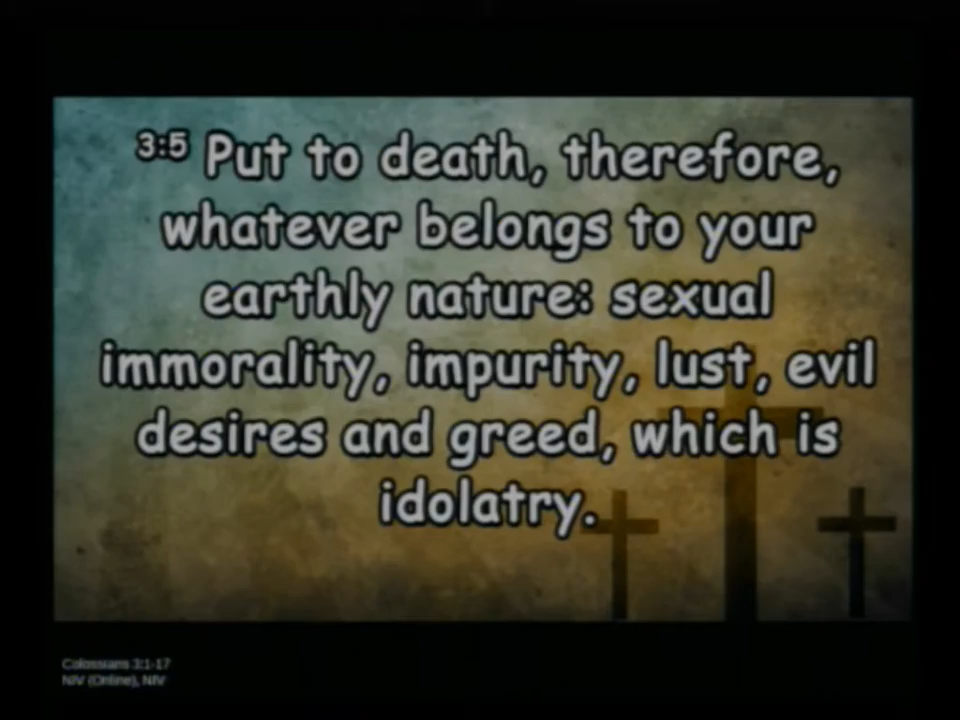 3:5 Put to death, therefore,
whatever belongs to your
earthly nature: sexual
immorality, impurity, lust, evil
desires and greed, which is
idolatry.
Colossians 3:1-17
NIV (Online), NIV